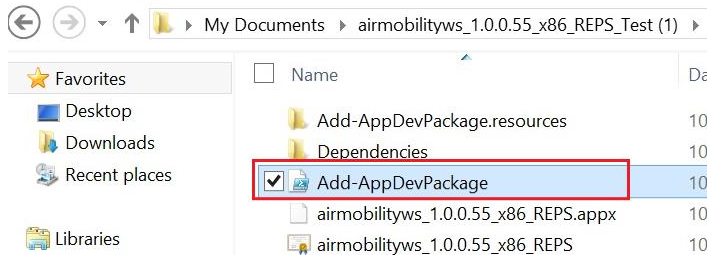 My Documents airmobilityws_1.0.0.55_x86_REPS_Test (1)
Favorites
Desktop
Downloads
Recent places
Libraries
Name
Add-AppDevPackage.resources 10
Dependencies 10
Add-AppDevPackage 10
airmobilityws_1.0.0.55_x86_REPS.appx 10
airmobilityws_1.0.0.55_x86_REPS 10